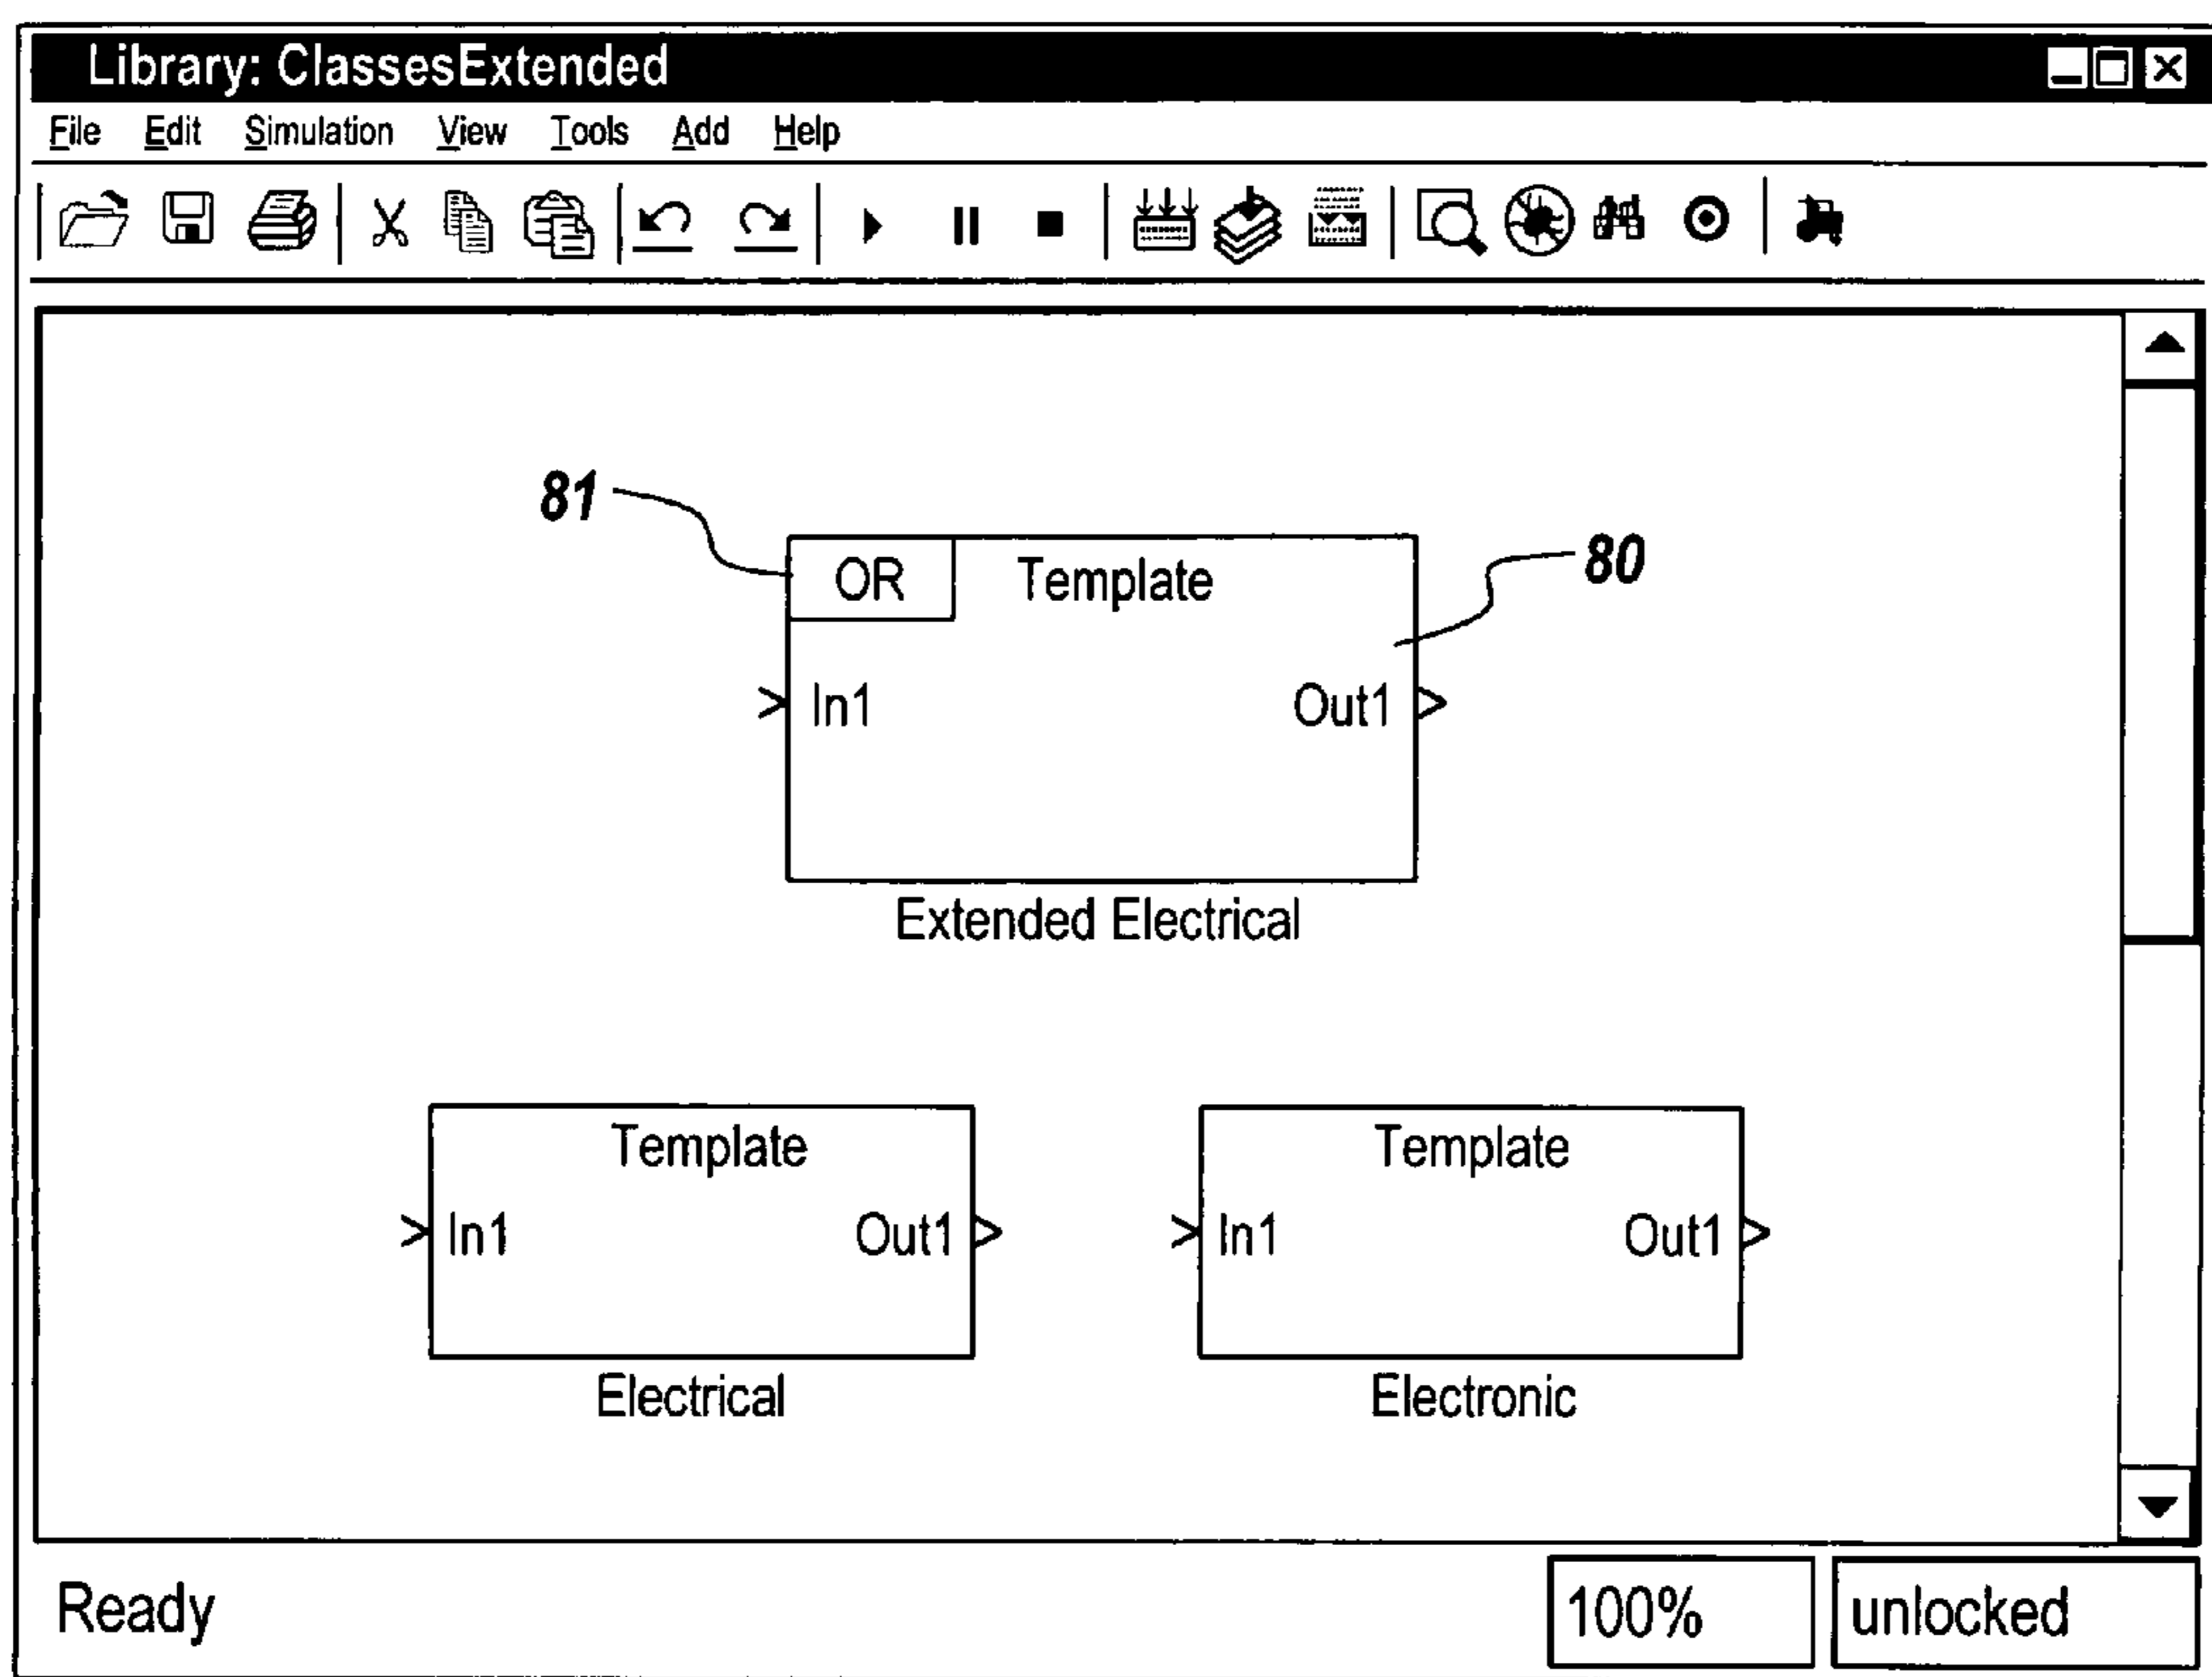 Library: ClassesExtended
File Edit Simulation View Tools Add Help
81
OR Template 80
In1 Out1
Extended Electrical
Template Template
In1 Out1 In1 Out1
Electrical Electronic
Ready 100% unlocked